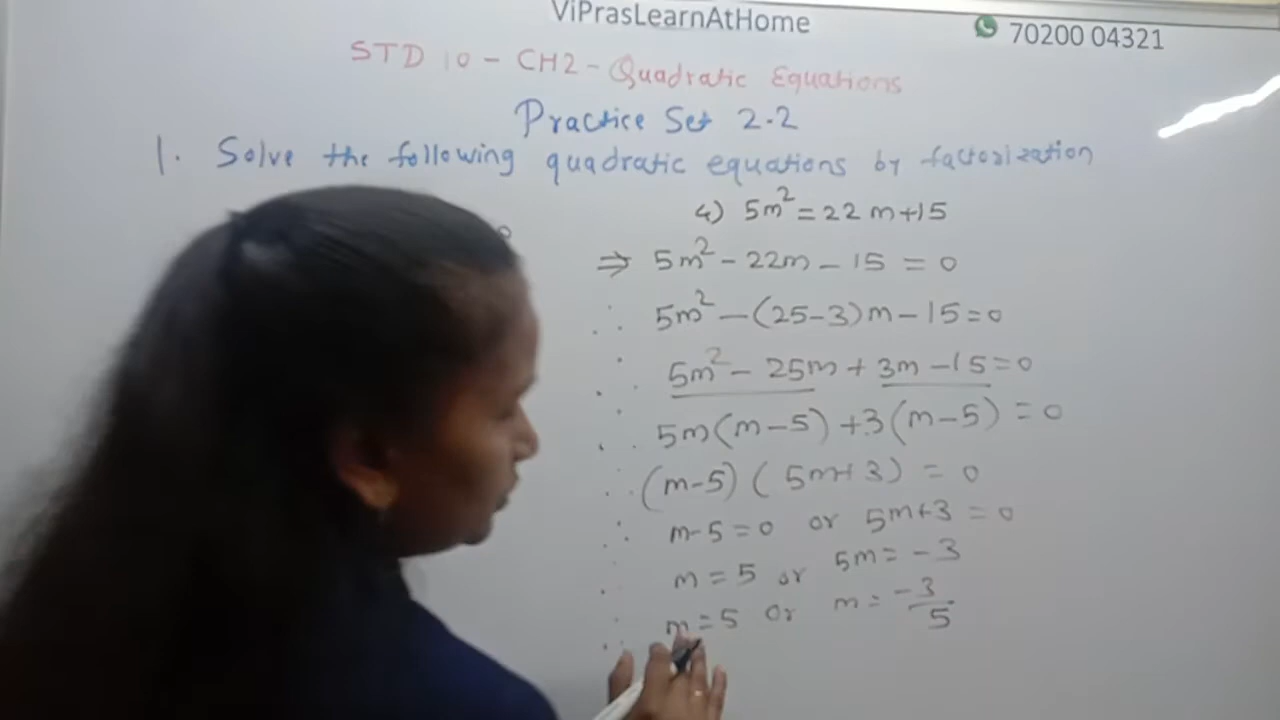 ViPrasLearnAtHome
70200 04321
STD 10 - CH2 - Quadratic Equations
Practice Set 2.2
1. Solve the following quadratic equations by factorization
4) 5m² = 22m+15
⇒ 5m² - 22m - 15 = 0
∴ 5m² - (25-3)m - 15 = 0
∴ 5m² - 25m + 3m - 15 = 0
∴ 5m(m-5) + 3(m-5) = 0
∴ (m-5) (5m+3) = 0
∴ m-5 = 0 or 5m+3 = 0
∴ m = 5 or 5m = -3
∴ m = 5 or m = -3/5